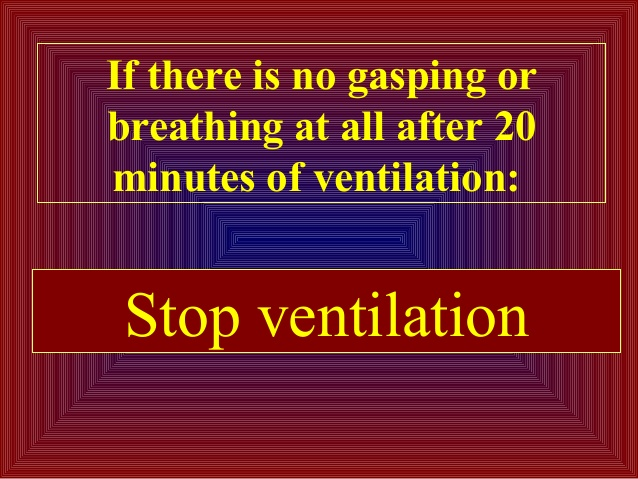 If there is no gasping or
breathing at all after 20
minutes of ventilation:
Stop ventilation